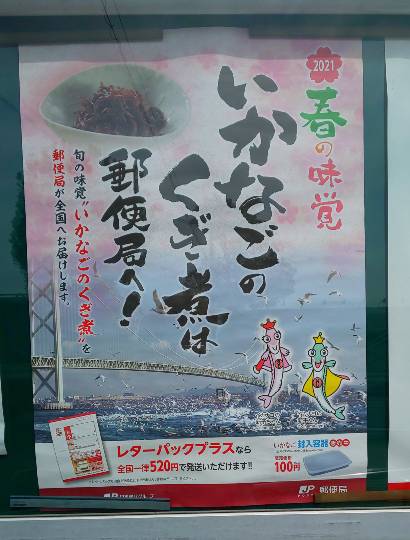 2021
春の味覚
いかなごの
くぎ煮は
郵便局へ!
旬の味覚"いかなごのくぎ煮"を
郵便局が全国へお届けします。
レターパックプラスなら
全国一律520円で発送いただけます!!
いかなご 封入容器
100円
JP 郵便局